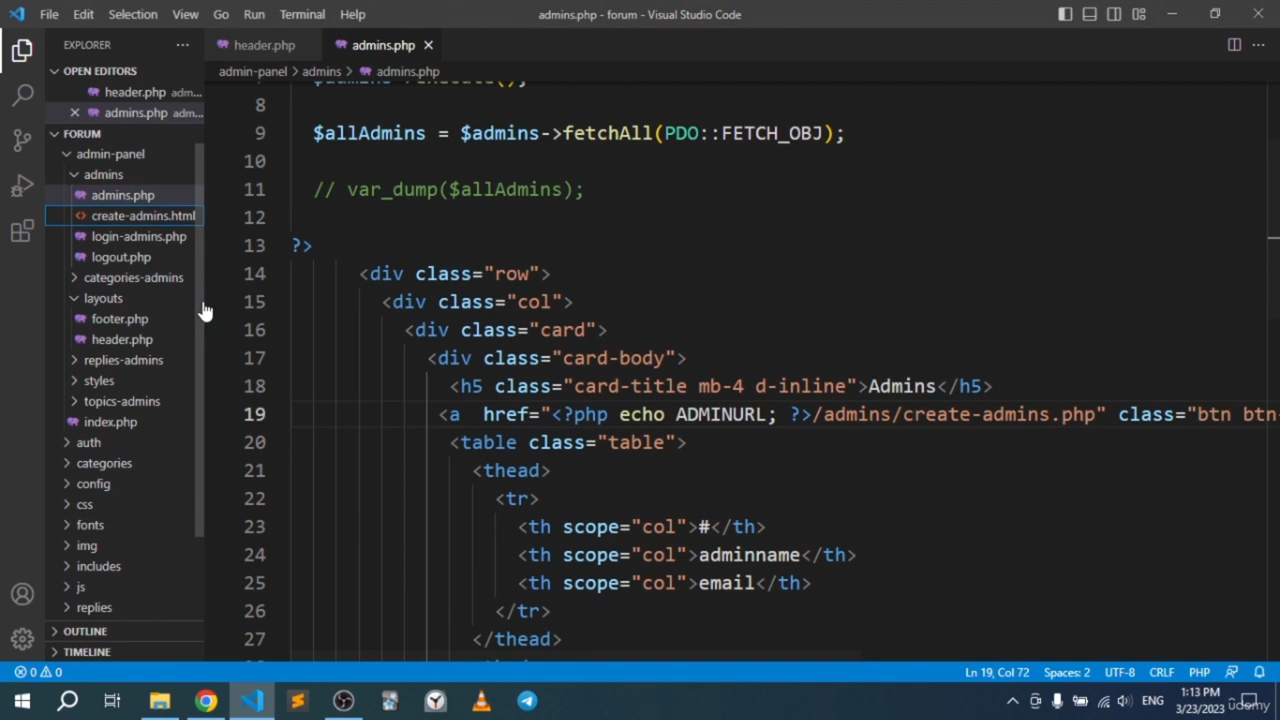 File Edit Selection View Go Run Terminal Help
admins.php - forum - Visual Studio Code
EXPLORER
OPEN EDITORS
header.php adm...
admins.php adm...
FORUM
admin-panel
admins
admins.php
create-admins.html
login-admins.php
logout.php
categories-admins
layouts
footer.php
header.php
replies-admins
styles
topics-admins
index.php
auth
categories
config
css
fonts
img
includes
js
replies
OUTLINE
TIMELINE
header.php
admins.php
admin-panel > admins > admins.php
8
9 $allAdmins = $admins->fetchAll(PDO::FETCH_OBJ);
10
11 // var_dump($allAdmins);
12
13 ?>
14 <div class="row">
15 <div class="col">
16 <div class="card">
17 <div class="card-body">
18 <h5 class="card-title mb-4 d-inline">Admins</h5>
19 <a href="<?php echo ADMINURL; ?>/admins/create-admins.php" class="btn btn
20 <table class="table">
21 <thead>
22 <tr>
23 <th scope="col">#</th>
24 <th scope="col">adminname</th>
25 <th scope="col">email</th>
26 </tr>
27 </thead>
0 0
Ln 19, Col 72 Spaces: 2 UTF-8 CRLF PHP
ENG
1:13 PM
3/23/2023
udemy